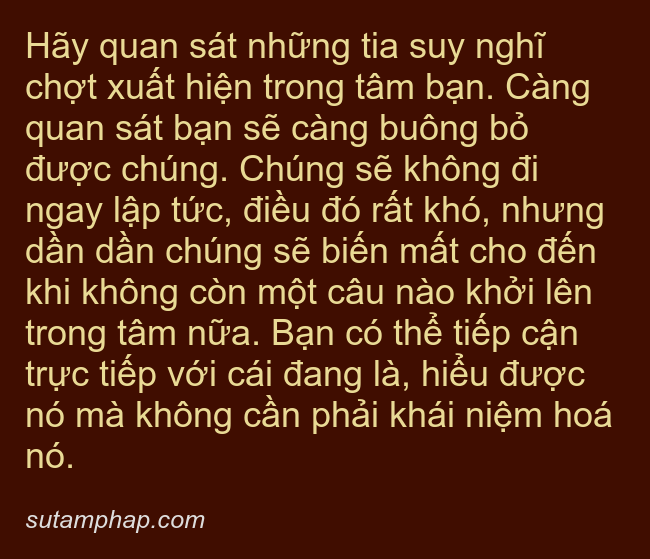 Hãy quan sát những tia suy nghĩ
chợt xuất hiện trong tâm bạn. Càng
quan sát bạn sẽ càng buông bỏ
được chúng. Chúng sẽ không đi
ngay lập tức, điều đó rất khó, nhưng
dần dần chúng sẽ biến mất cho đến
khi không còn một câu nào khởi lên
trong tâm nữa. Bạn có thể tiếp cận
trực tiếp với cái đang là, hiểu được
nó mà không cần phải khái niệm hoá
nó.
sutamphap.com